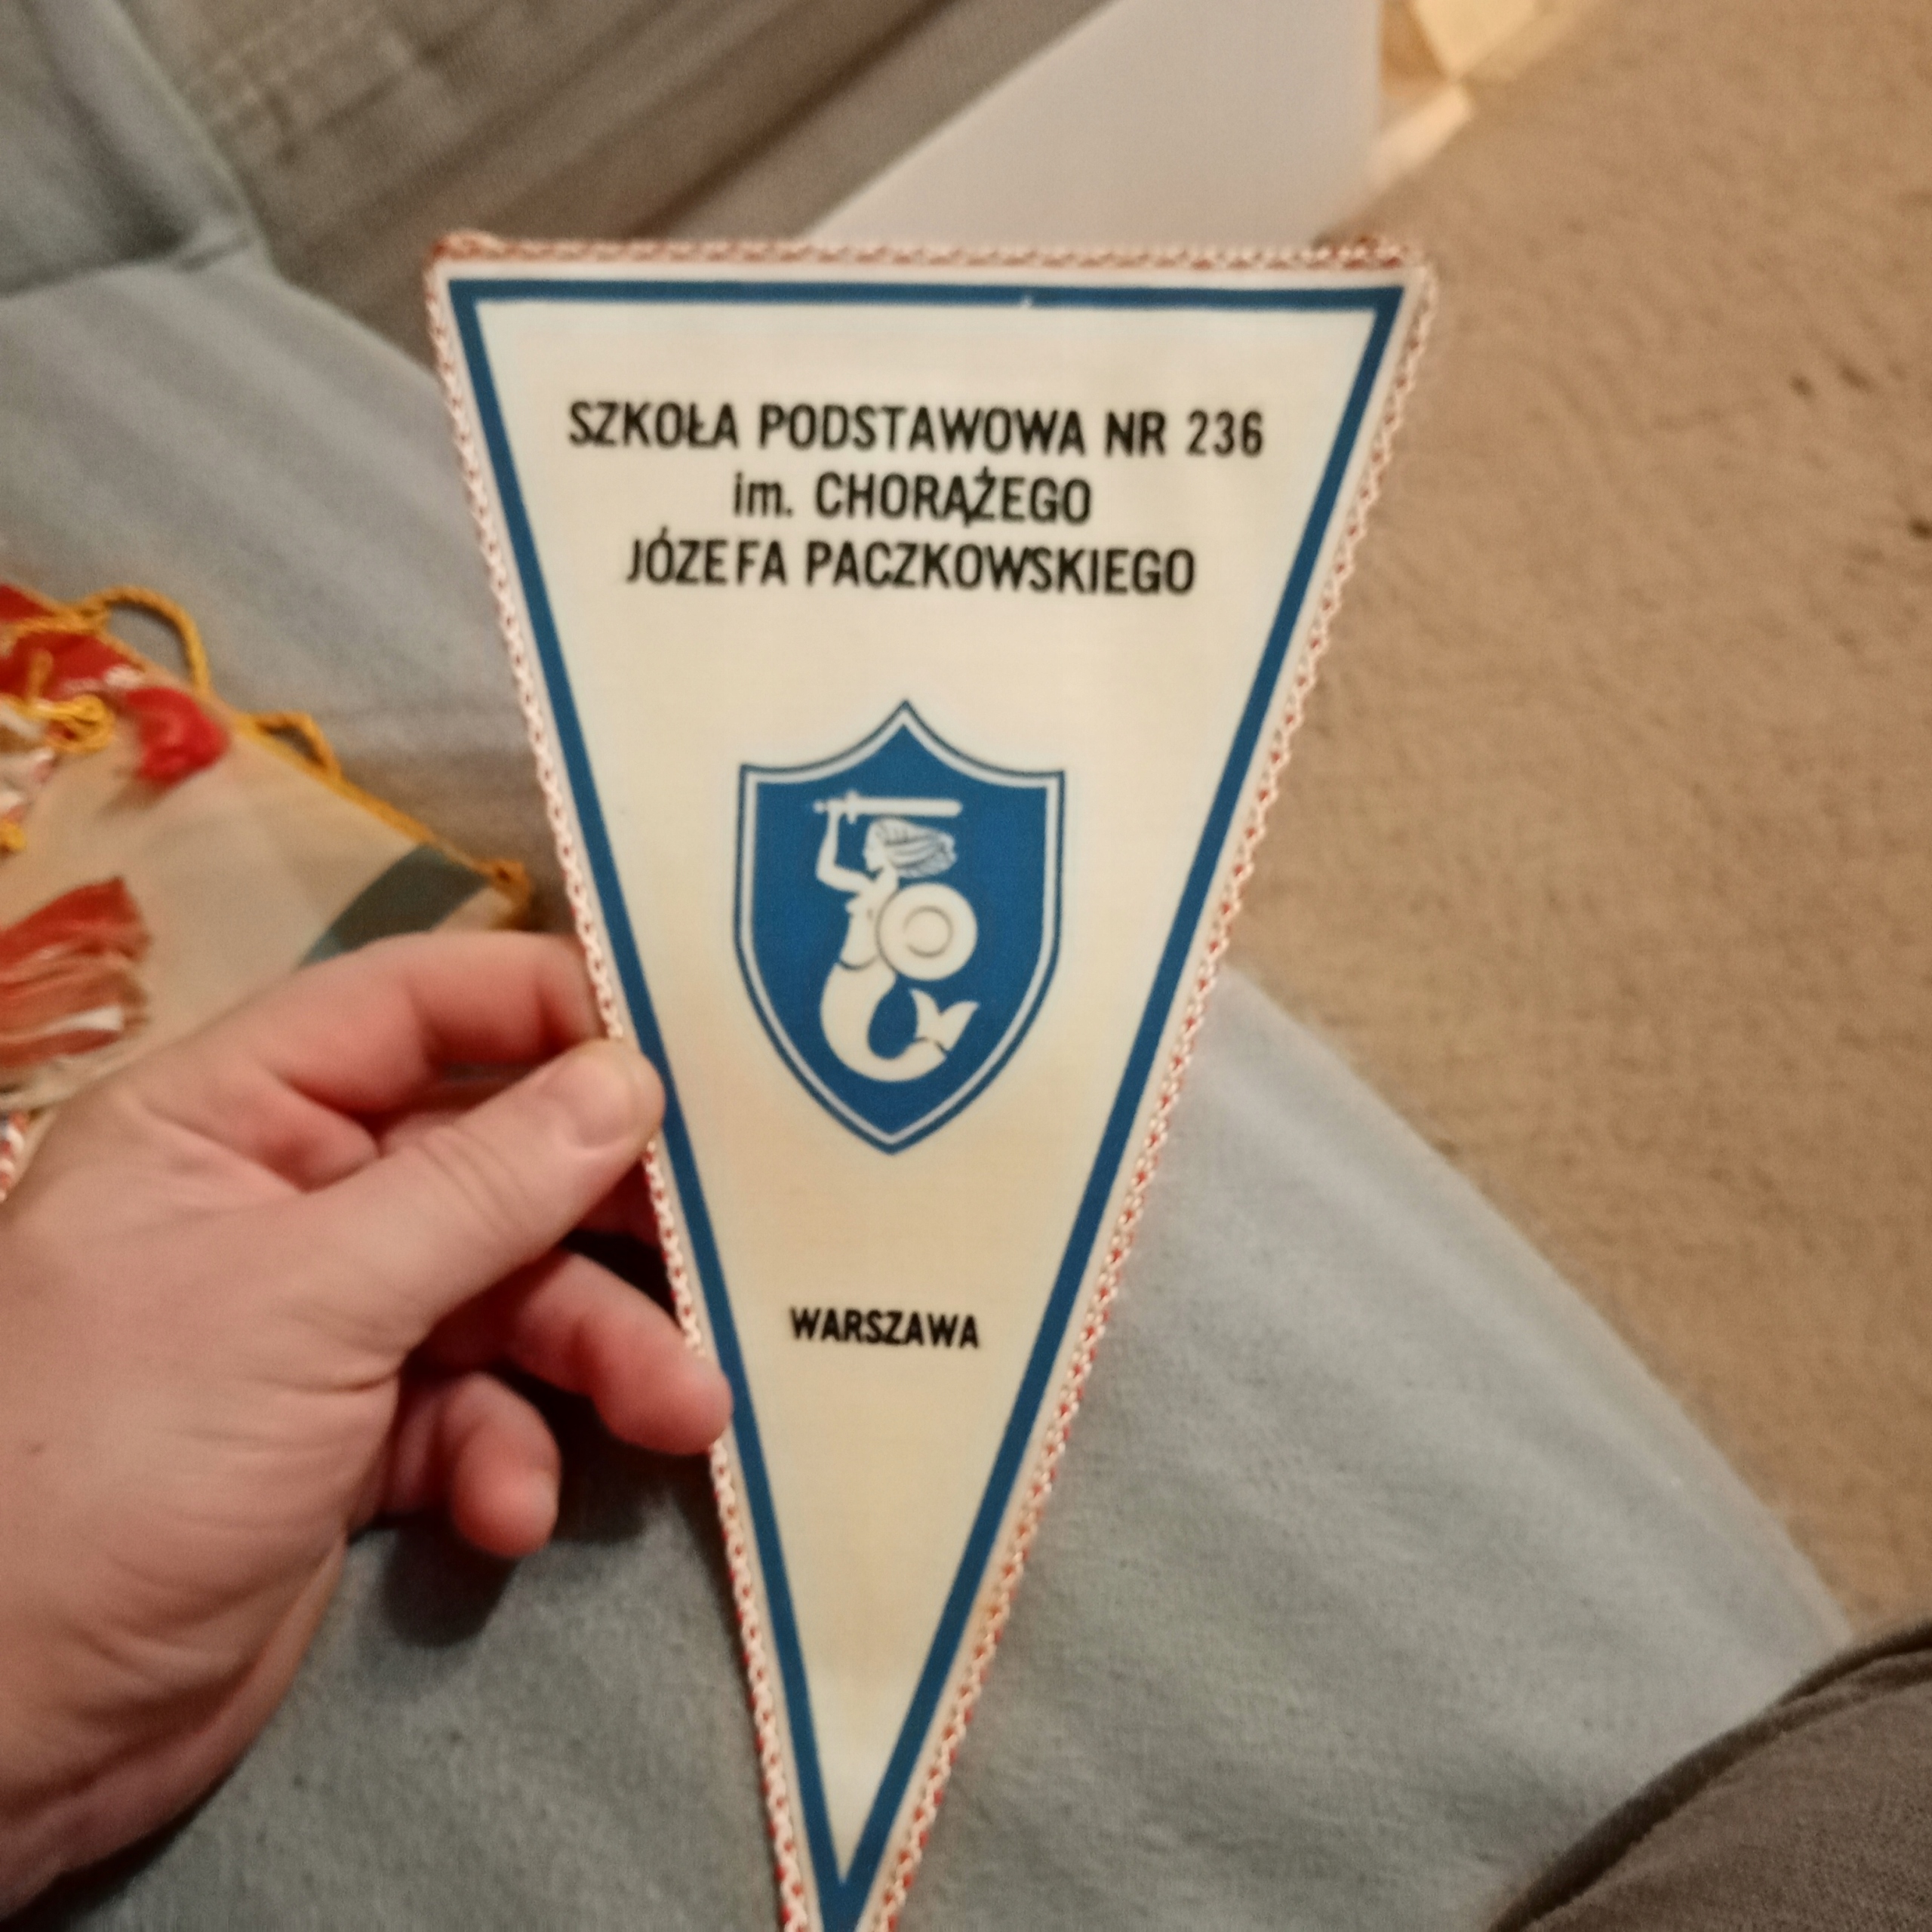 SZKOŁA PODSTAWOWA NR 236
im. CHORĄŻEGO
JÓZEFA PACZKOWSKIEGO
WARSZAWA